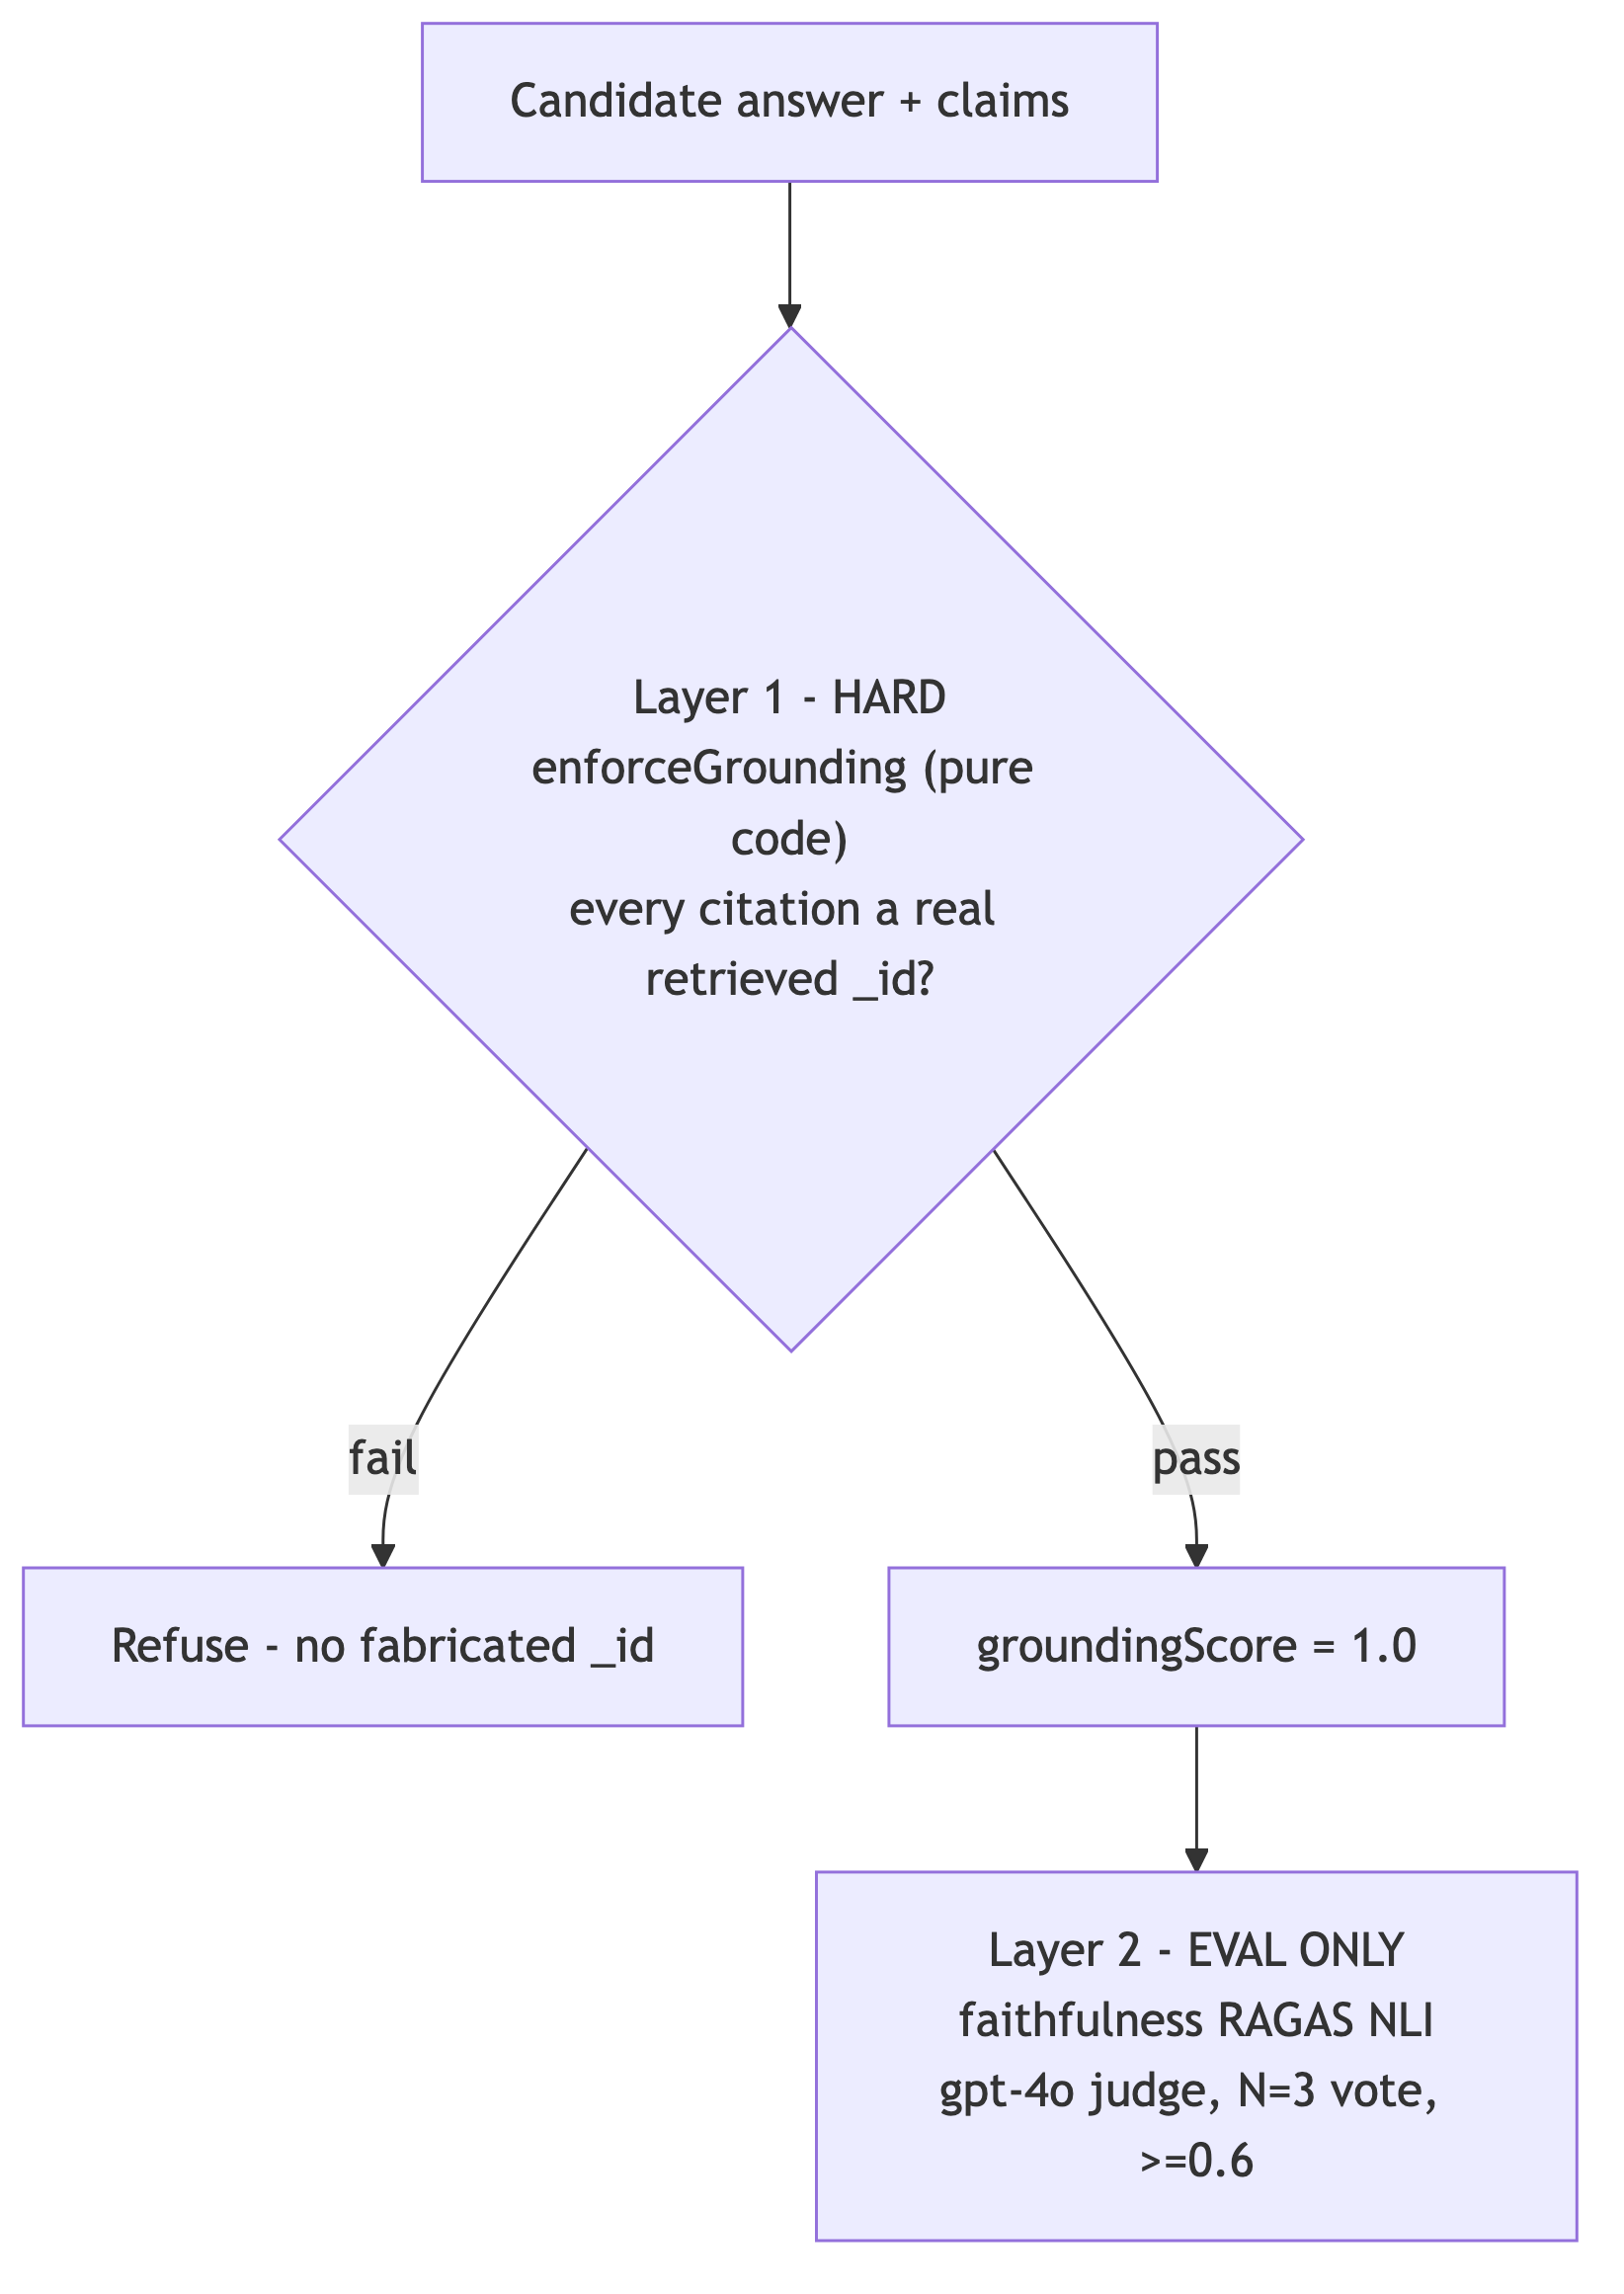 Candidate answer + claims
Layer 1 - HARD
enforceGrounding (pure
code)
every citation a real
retrieved _id?
fail
pass
Refuse - no fabricated _id
groundingScore = 1.0
Layer 2 - EVAL ONLY
faithfulness RAGAS NLI
gpt-4o judge, N=3 vote,
>=0.6